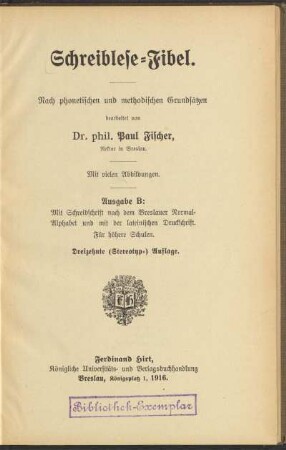 Schreiblese-Fibel.
Nach phonetischen und methodischen Grundsätzen
bearbeitet von
Dr. phil. Paul Fischer,
Rektor in Breslau.
Mit vielen Abbildungen.
Ausgabe B:
Mit Schreibschrift nach dem Breslauer Normal-
Alphabet und mit der lateinischen Druckschrift.
Für höhere Schulen.
Dreizehnte (Stereotyp-) Auflage.
Ferdinand Hirt,
Königliche Universitäts- und Verlagsbuchhandlung
Breslau, Königsplatz 1, 1916.
Bibliothek-Exemplar